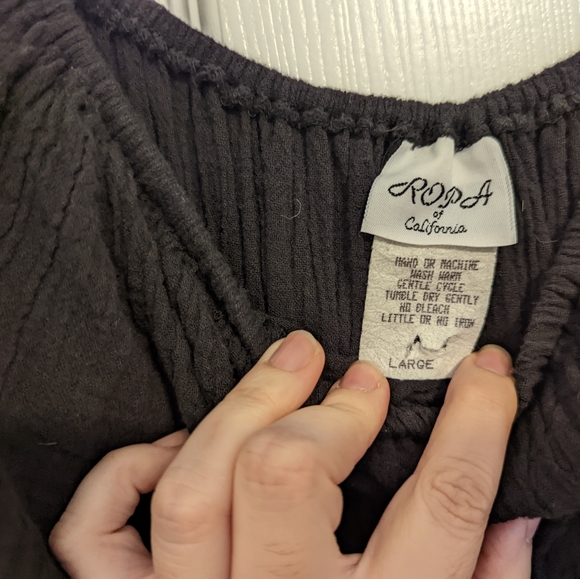 ROPA
of
California
HAND OR MACHINE
WASH WARM
GENTLE CYCLE
TUMBLE DRY GENTLY
NO BLEACH
LITTLE OR NO IRON
LARGE